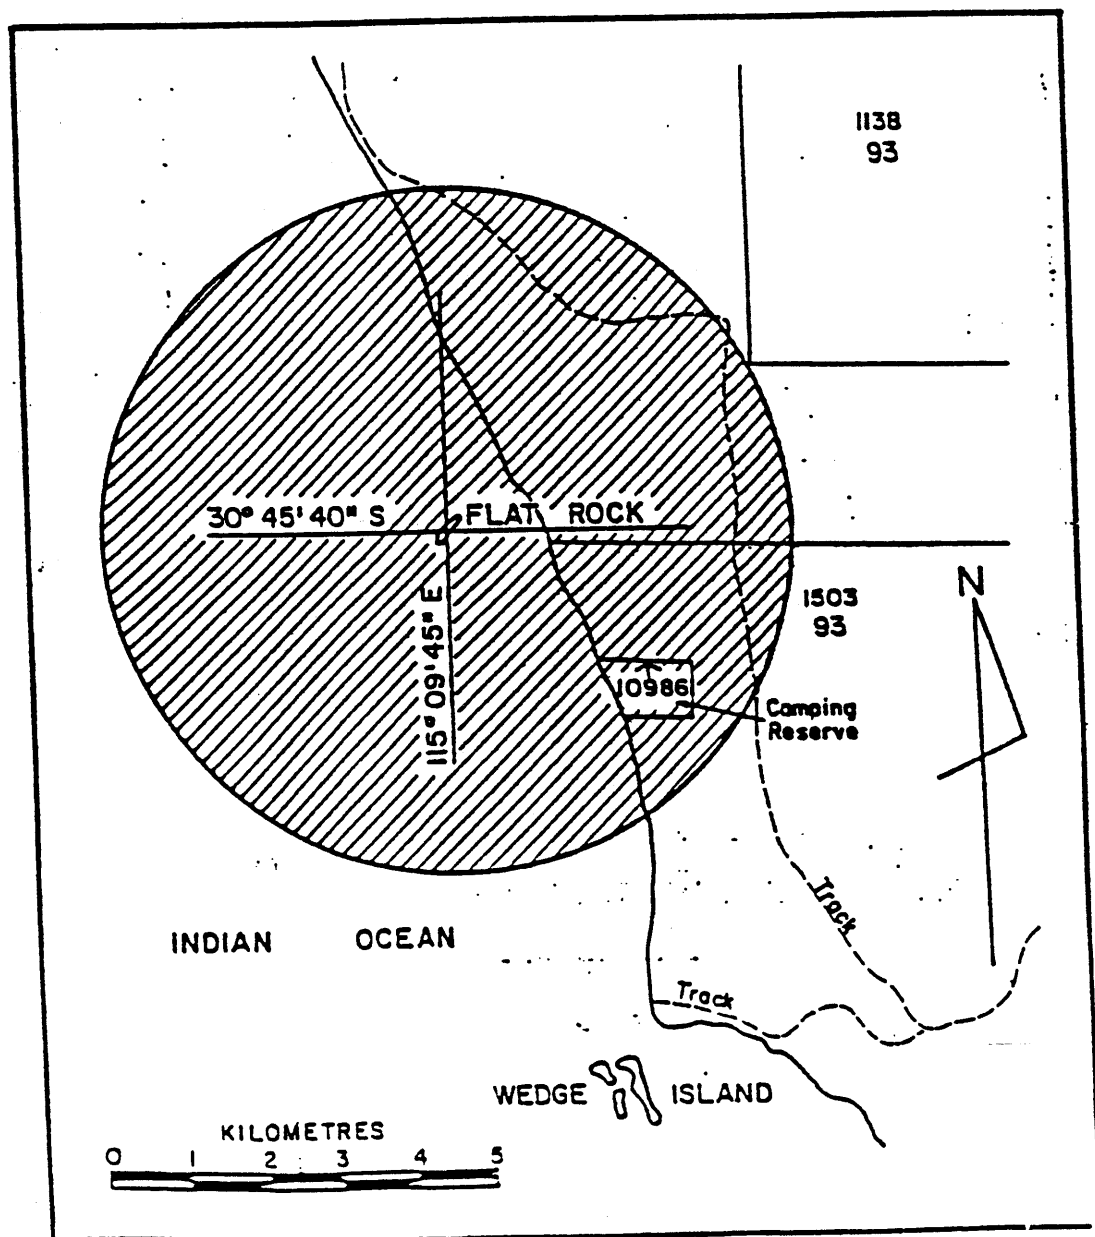 1138
93
30° 45' 40" S FLAT ROCK
115° 09' 45" E
1503
93
N
10986
Camping
Reserve
Track
INDIAN OCEAN
Track
WEDGE ISLAND
KILOMETRES
0 1 2 3 4 5